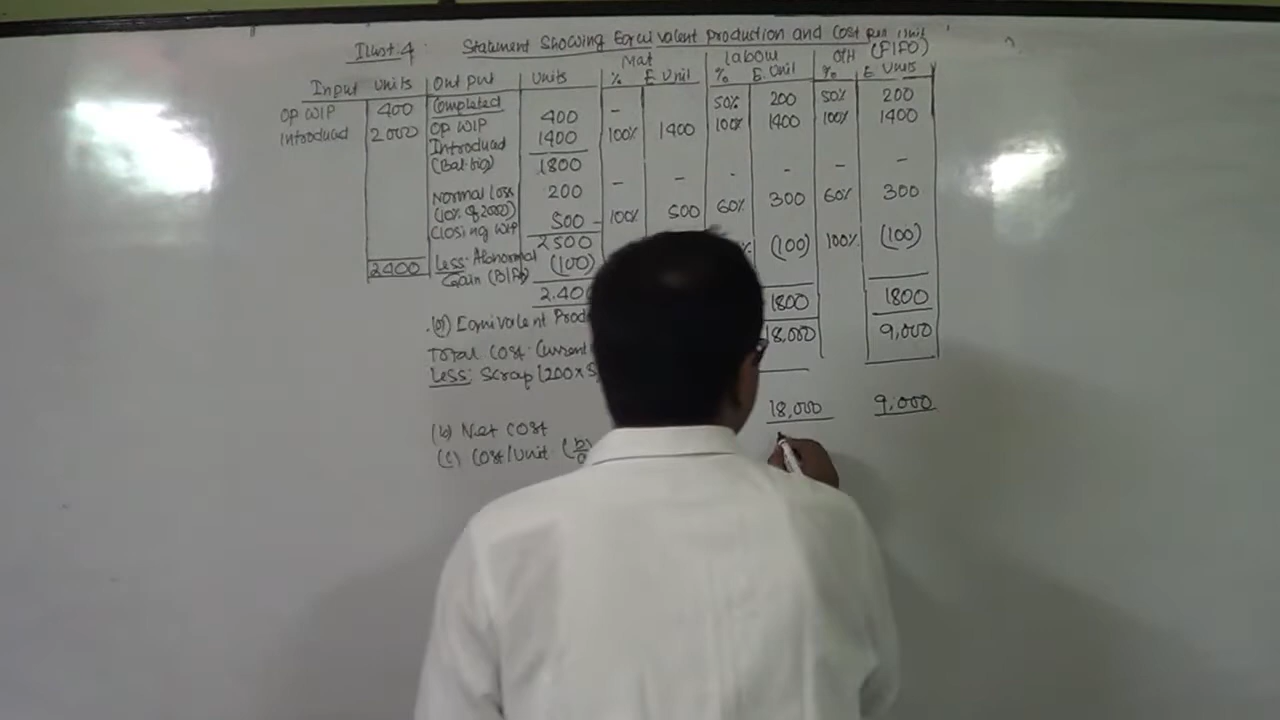 Illust.4: Statement Showing Equivalent production and Cost per Unit
Mat Labour O/H (FIFO)
Input Units Output Units % E. Unit % E. Unit % E. Units
OP WIP 400 Completed
OP WIP 400 - 50% 200 50% 200
Introduced 2000 Introduced 1400 100% 1400 100% 1400 100% 1400
(Bal.fig) 1800
Normal Loss 200 - - - - - -
(10% of 2000)
Closing WIP 500 100% 500 60% 300 60% 300
2500
Less: Abnormal (100) (100) 100% (100)
2400 Gain (B/F)
2.400 1800 1800
(a) Equivalent Prod
Total Cost: Current 18,000 9,000
Less: Scrap (200x5
(b) Net Cost 18,000 9,000
(c) Cost/Unit (b/a)